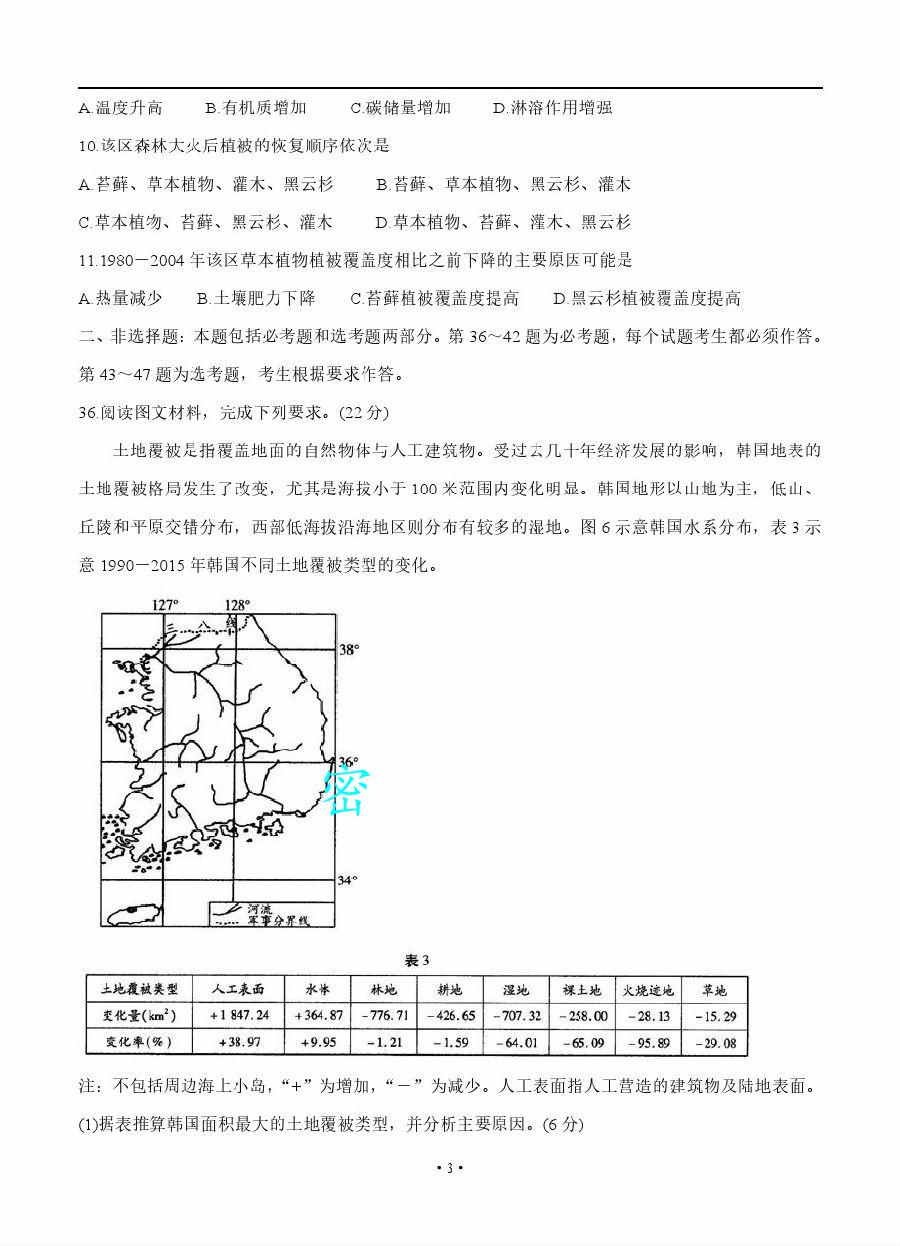 A.温度升高 B.有机质增加 C.碳储量增加 D.淋溶作用增强
10.该区森林大火后植被的恢复顺序依次是
A.苔藓、草本植物、灌木、黑云杉 B.苔藓、草本植物、黑云杉、灌木
C.草本植物、苔藓、黑云杉、灌木 D.草本植物、苔藓、灌木、黑云杉
11.1980－2004年该区草本植物植被覆盖度相比之前下降的主要原因可能是
A.热量减少 B.土壤肥力下降 C.苔藓植被覆盖度提高 D.黑云杉植被覆盖度提高
二、非选择题：本题包括必考题和选考题两部分。第36～42题为必考题，每个试题考生都必须作答。
第43～47题为选考题，考生根据要求作答。
36.阅读图文材料，完成下列要求。(22分)
土地覆被是指覆盖地面的自然物体与人工建筑物。受过去几十年经济发展的影响，韩国地表的
土地覆被格局发生了改变，尤其是海拔小于100米范围内变化明显。韩国地形以山地为主，低山、
丘陵和平原交错分布，西部低海拔沿海地区则分布有较多的湿地。图6示意韩国水系分布，表3示
意1990－2015年韩国不同土地覆被类型的变化。
127° 128°
三八线
38°
36°
密
34°
河流
军事分界线
表3
土地覆被类型 人工表面 水体 林地 耕地 湿地 裸土地 火烧迹地 草地
变化量(km²) +1 847.24 +364.87 -776.71 -426.65 -707.32 -258.00 -28.13 -15.29
变化率(%) +38.97 +9.95 -1.21 -1.59 -64.01 -65.09 -95.89 -29.08
注：不包括周边海上小岛，“+”为增加，“－”为减少。人工表面指人工营造的建筑物及陆地表面。
(1)据表推算韩国面积最大的土地覆被类型，并分析主要原因。(6分)
·3·